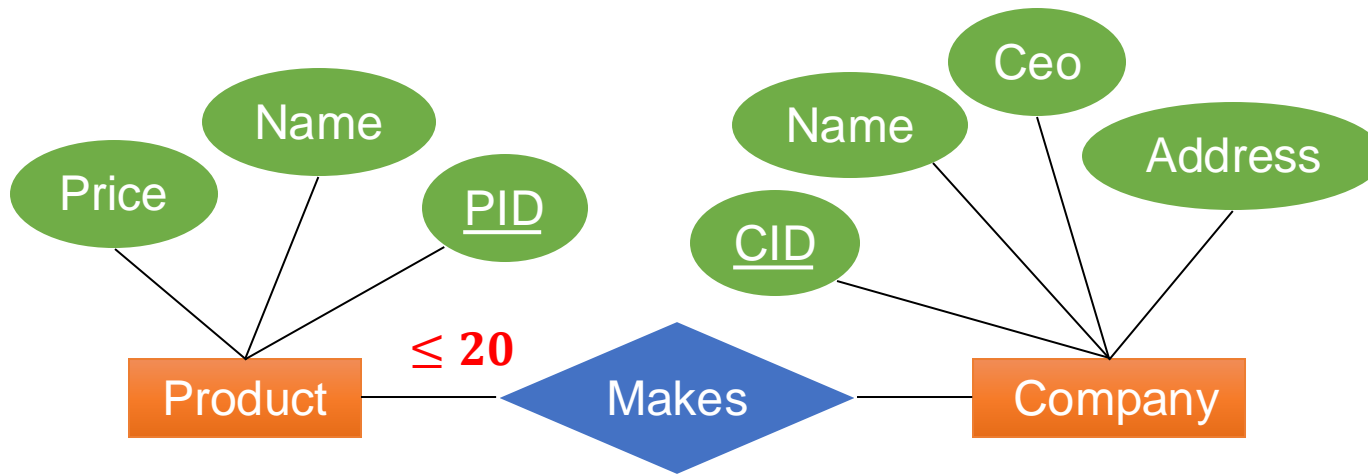 Ceo
Name
Name
Address
Price
PID
CID
≤ 20
Product
Makes
Company